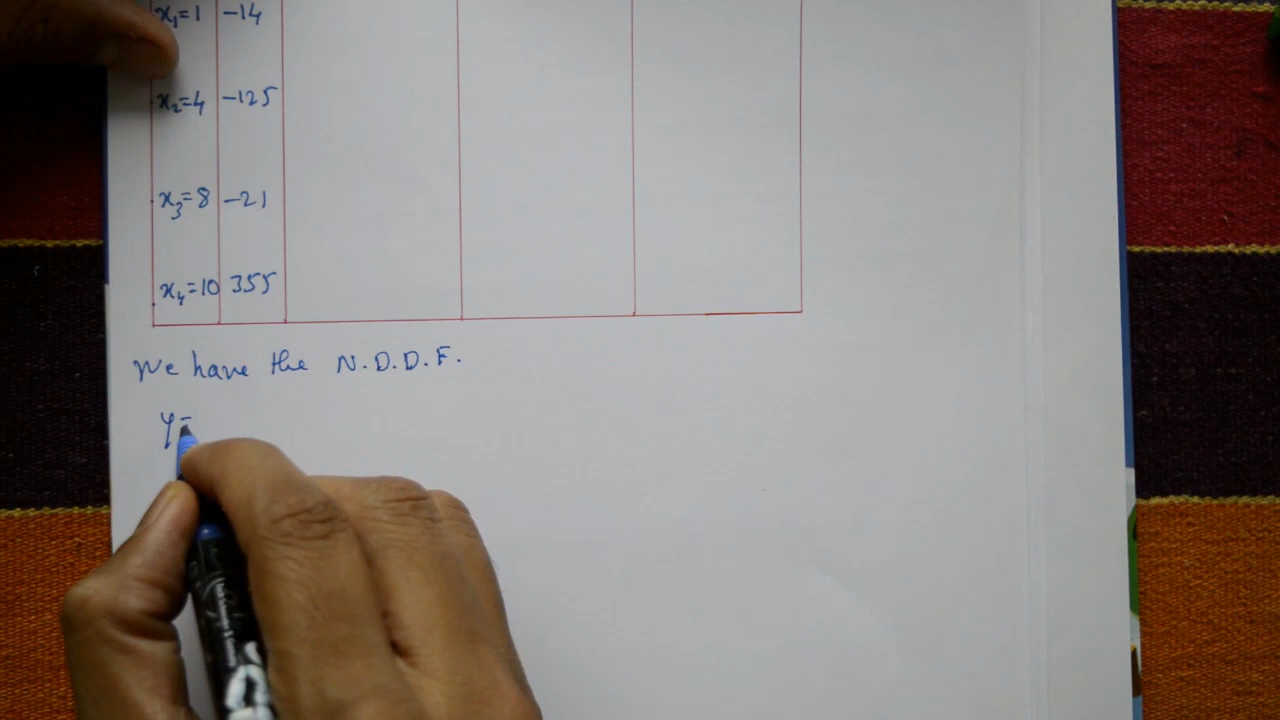 x₁=1 -14
x₂=4 -125
x₃=8 -21
x₄=10 355
We have the N.D.D.F.
y=